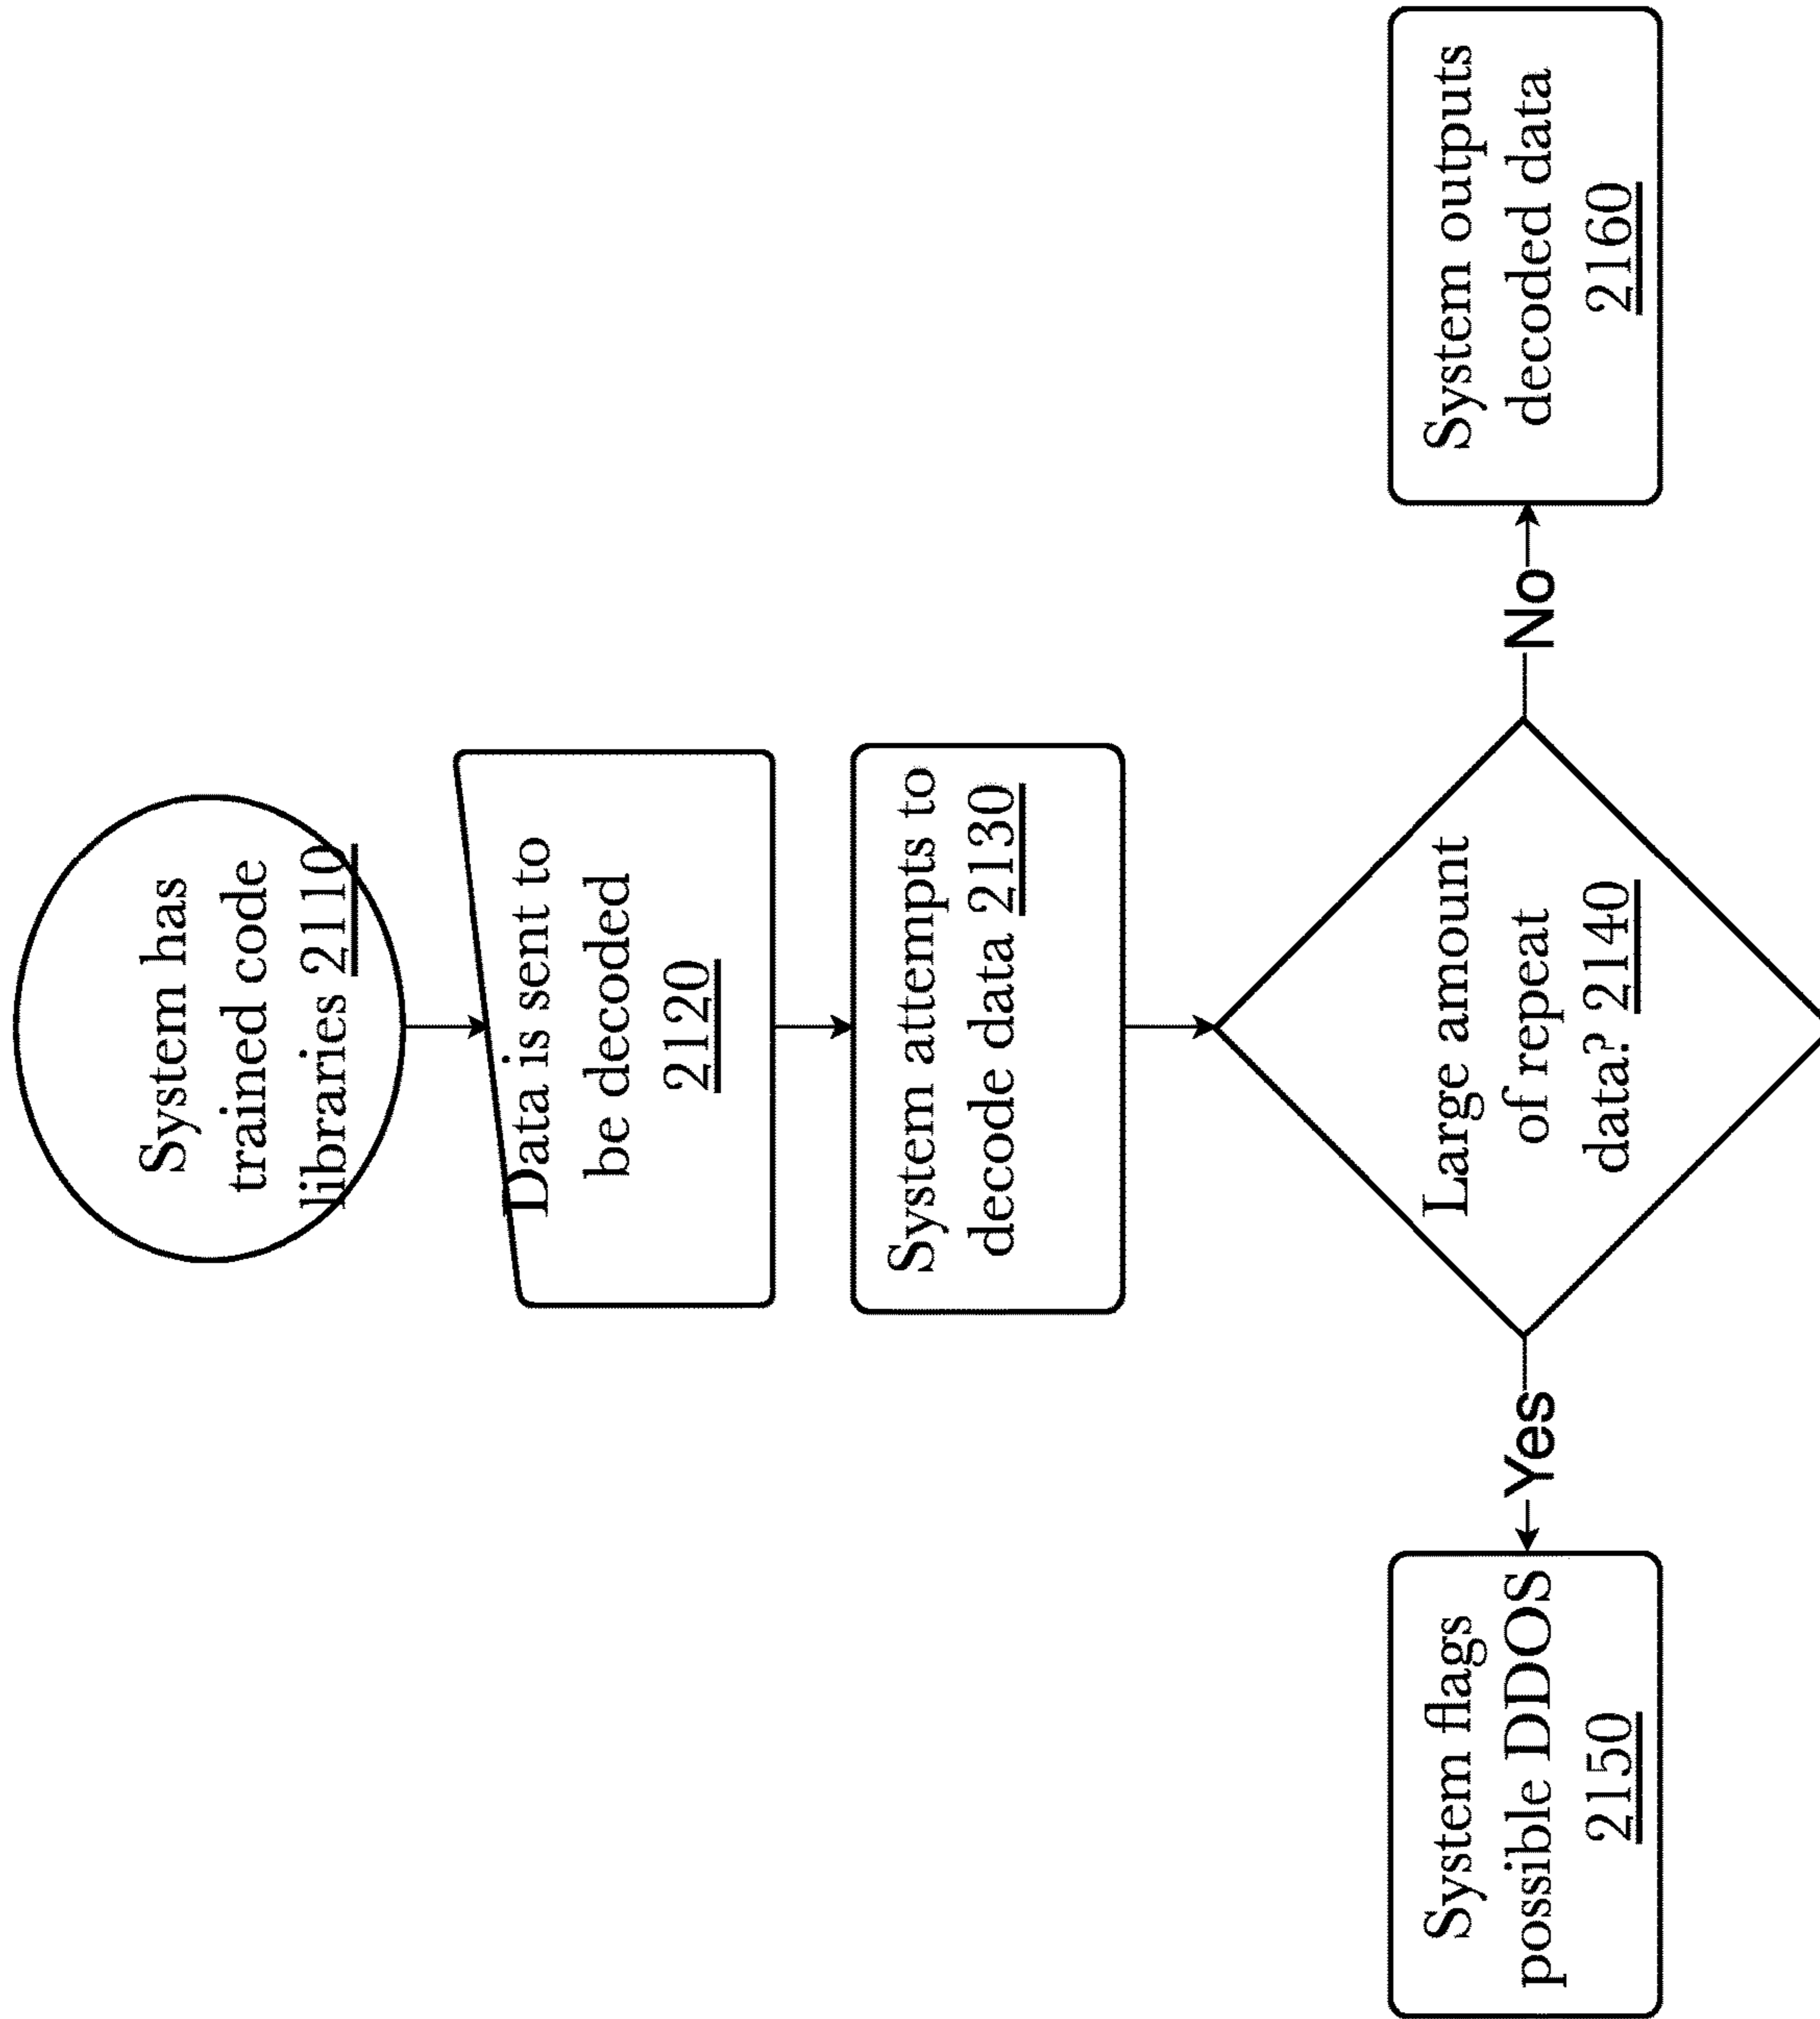 System has
trained code
libraries 2110
Data is sent to
be decoded
2120
System attempts to
decode data 2130
Large amount
of repeat
data? 2140
Yes
No
System flags
possible DDOS
2150
System outputs
decoded data
2160